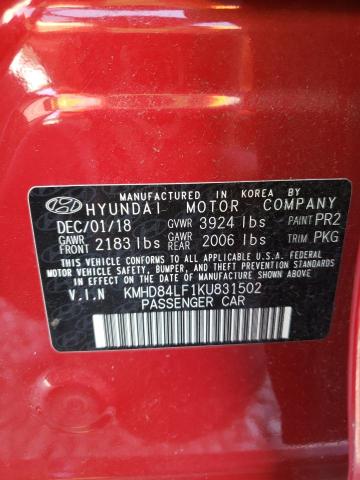 MANUFACTURED IN KOREA BY
HYUNDAI MOTOR COMPANY
DEC/01/18 GVWR 3924 lbs PAINT PR2
GAWR FRONT 2183 lbs GAWR REAR 2006 lbs TRIM PKG
THIS VEHICLE CONFORMS TO ALL APPLICABLE U.S.A. FEDERAL
MOTOR VEHICLE SAFETY, BUMPER, AND THEFT PREVENTION
STANDARDS IN EFFECT ON THE DATE OF MANUFACTURE
SHOWN ABOVE.
V.I.N KMHD84LF1KU831502
PASSENGER CAR